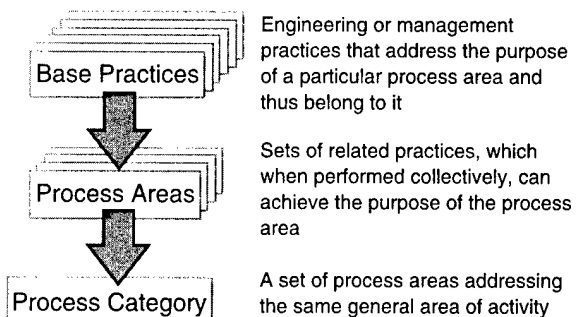 Base Practices
Engineering or management
practices that address the purpose
of a particular process area and
thus belong to it
Process Areas
Sets of related practices, which
when performed collectively, can
achieve the purpose of the process
area
Process Category
A set of process areas addressing
the same general area of activity